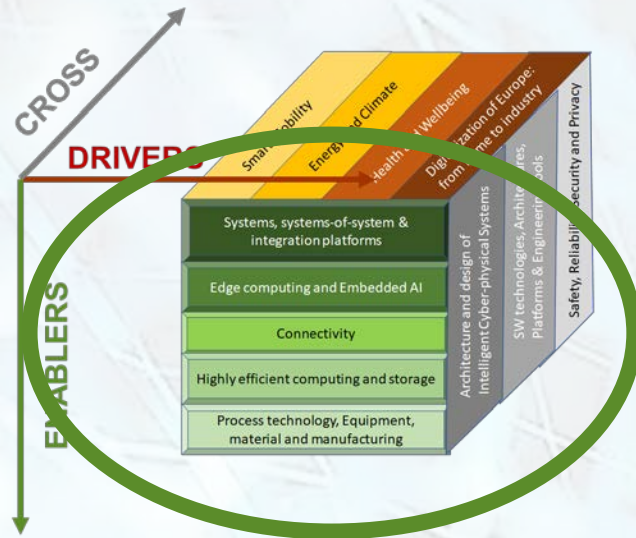 CROSS
DRIVERS
ENABLERS
Smart Mobility
Energy and Climate
Health and Wellbeing
Digitalization of Europe:
from home to industry
Systems, systems-of-system &
integration platforms
Edge computing and Embedded AI
Connectivity
Highly efficient computing and storage
Process technology, Equipment,
material and manufacturing
Architecture and design of
Intelligent Cyber-physical Systems
SW technologies, Architectures,
Platforms & Engineering Tools
Safety, Reliability, Security and Privacy